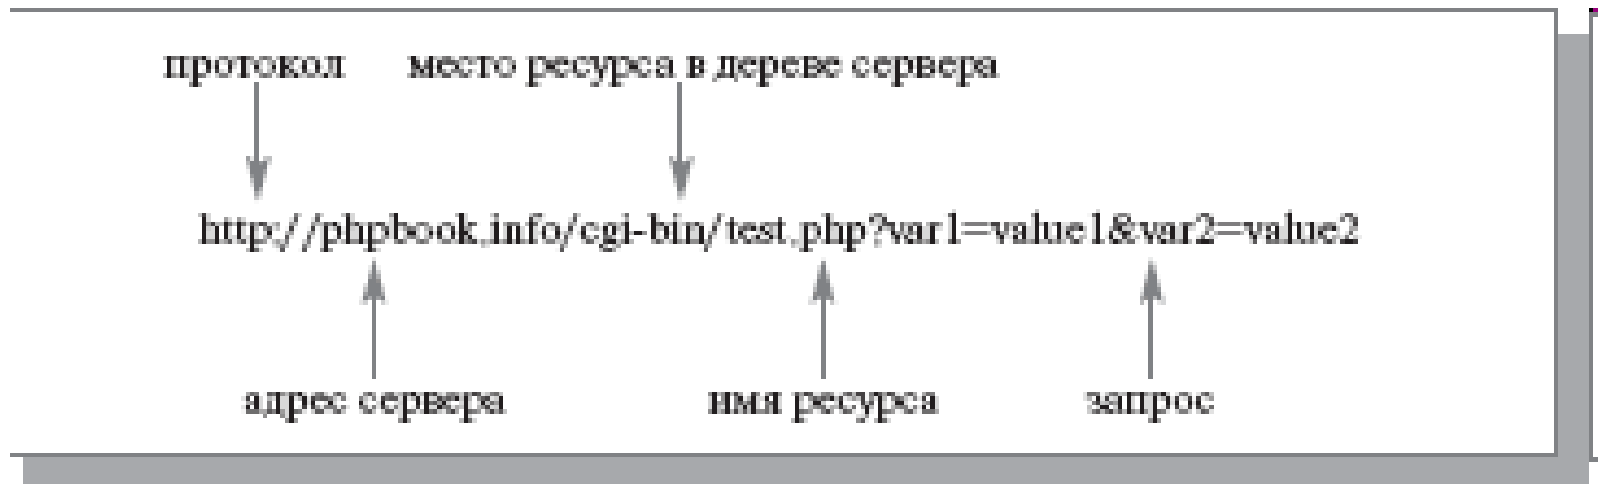 протокол место ресурса в дереве сервера
http://phpbook.info/cgi-bin/test.php?var1=value1&var2=value2
адрес сервера имя ресурса запрос